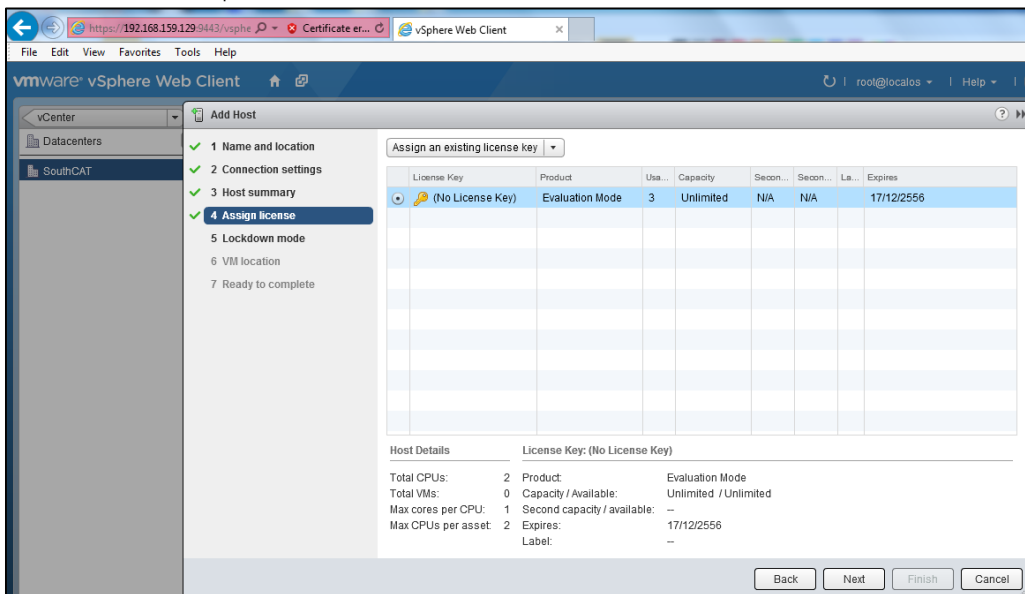 https://192.168.159.129:9443/vsphe Certificate er... vSphere Web Client
File Edit View Favorites Tools Help
vmware® vSphere Web Client root@localos Help
vCenter
Add Host
Datacenters
SouthCAT
1 Name and location
2 Connection settings
3 Host summary
4 Assign license
5 Lockdown mode
6 VM location
7 Ready to complete
Assign an existing license key
License Key Product Usa... Capacity Secon... Secon... La... Expires
(No License Key) Evaluation Mode 3 Unlimited N/A N/A 17/12/2556
Host Details License Key: (No License Key)
Total CPUs: 2 Product: Evaluation Mode
Total VMs: 0 Capacity / Available: Unlimited / Unlimited
Max cores per CPU: 1 Second capacity / available: --
Max CPUs per asset: 2 Expires: 17/12/2556
Label: --
Back Next Finish Cancel